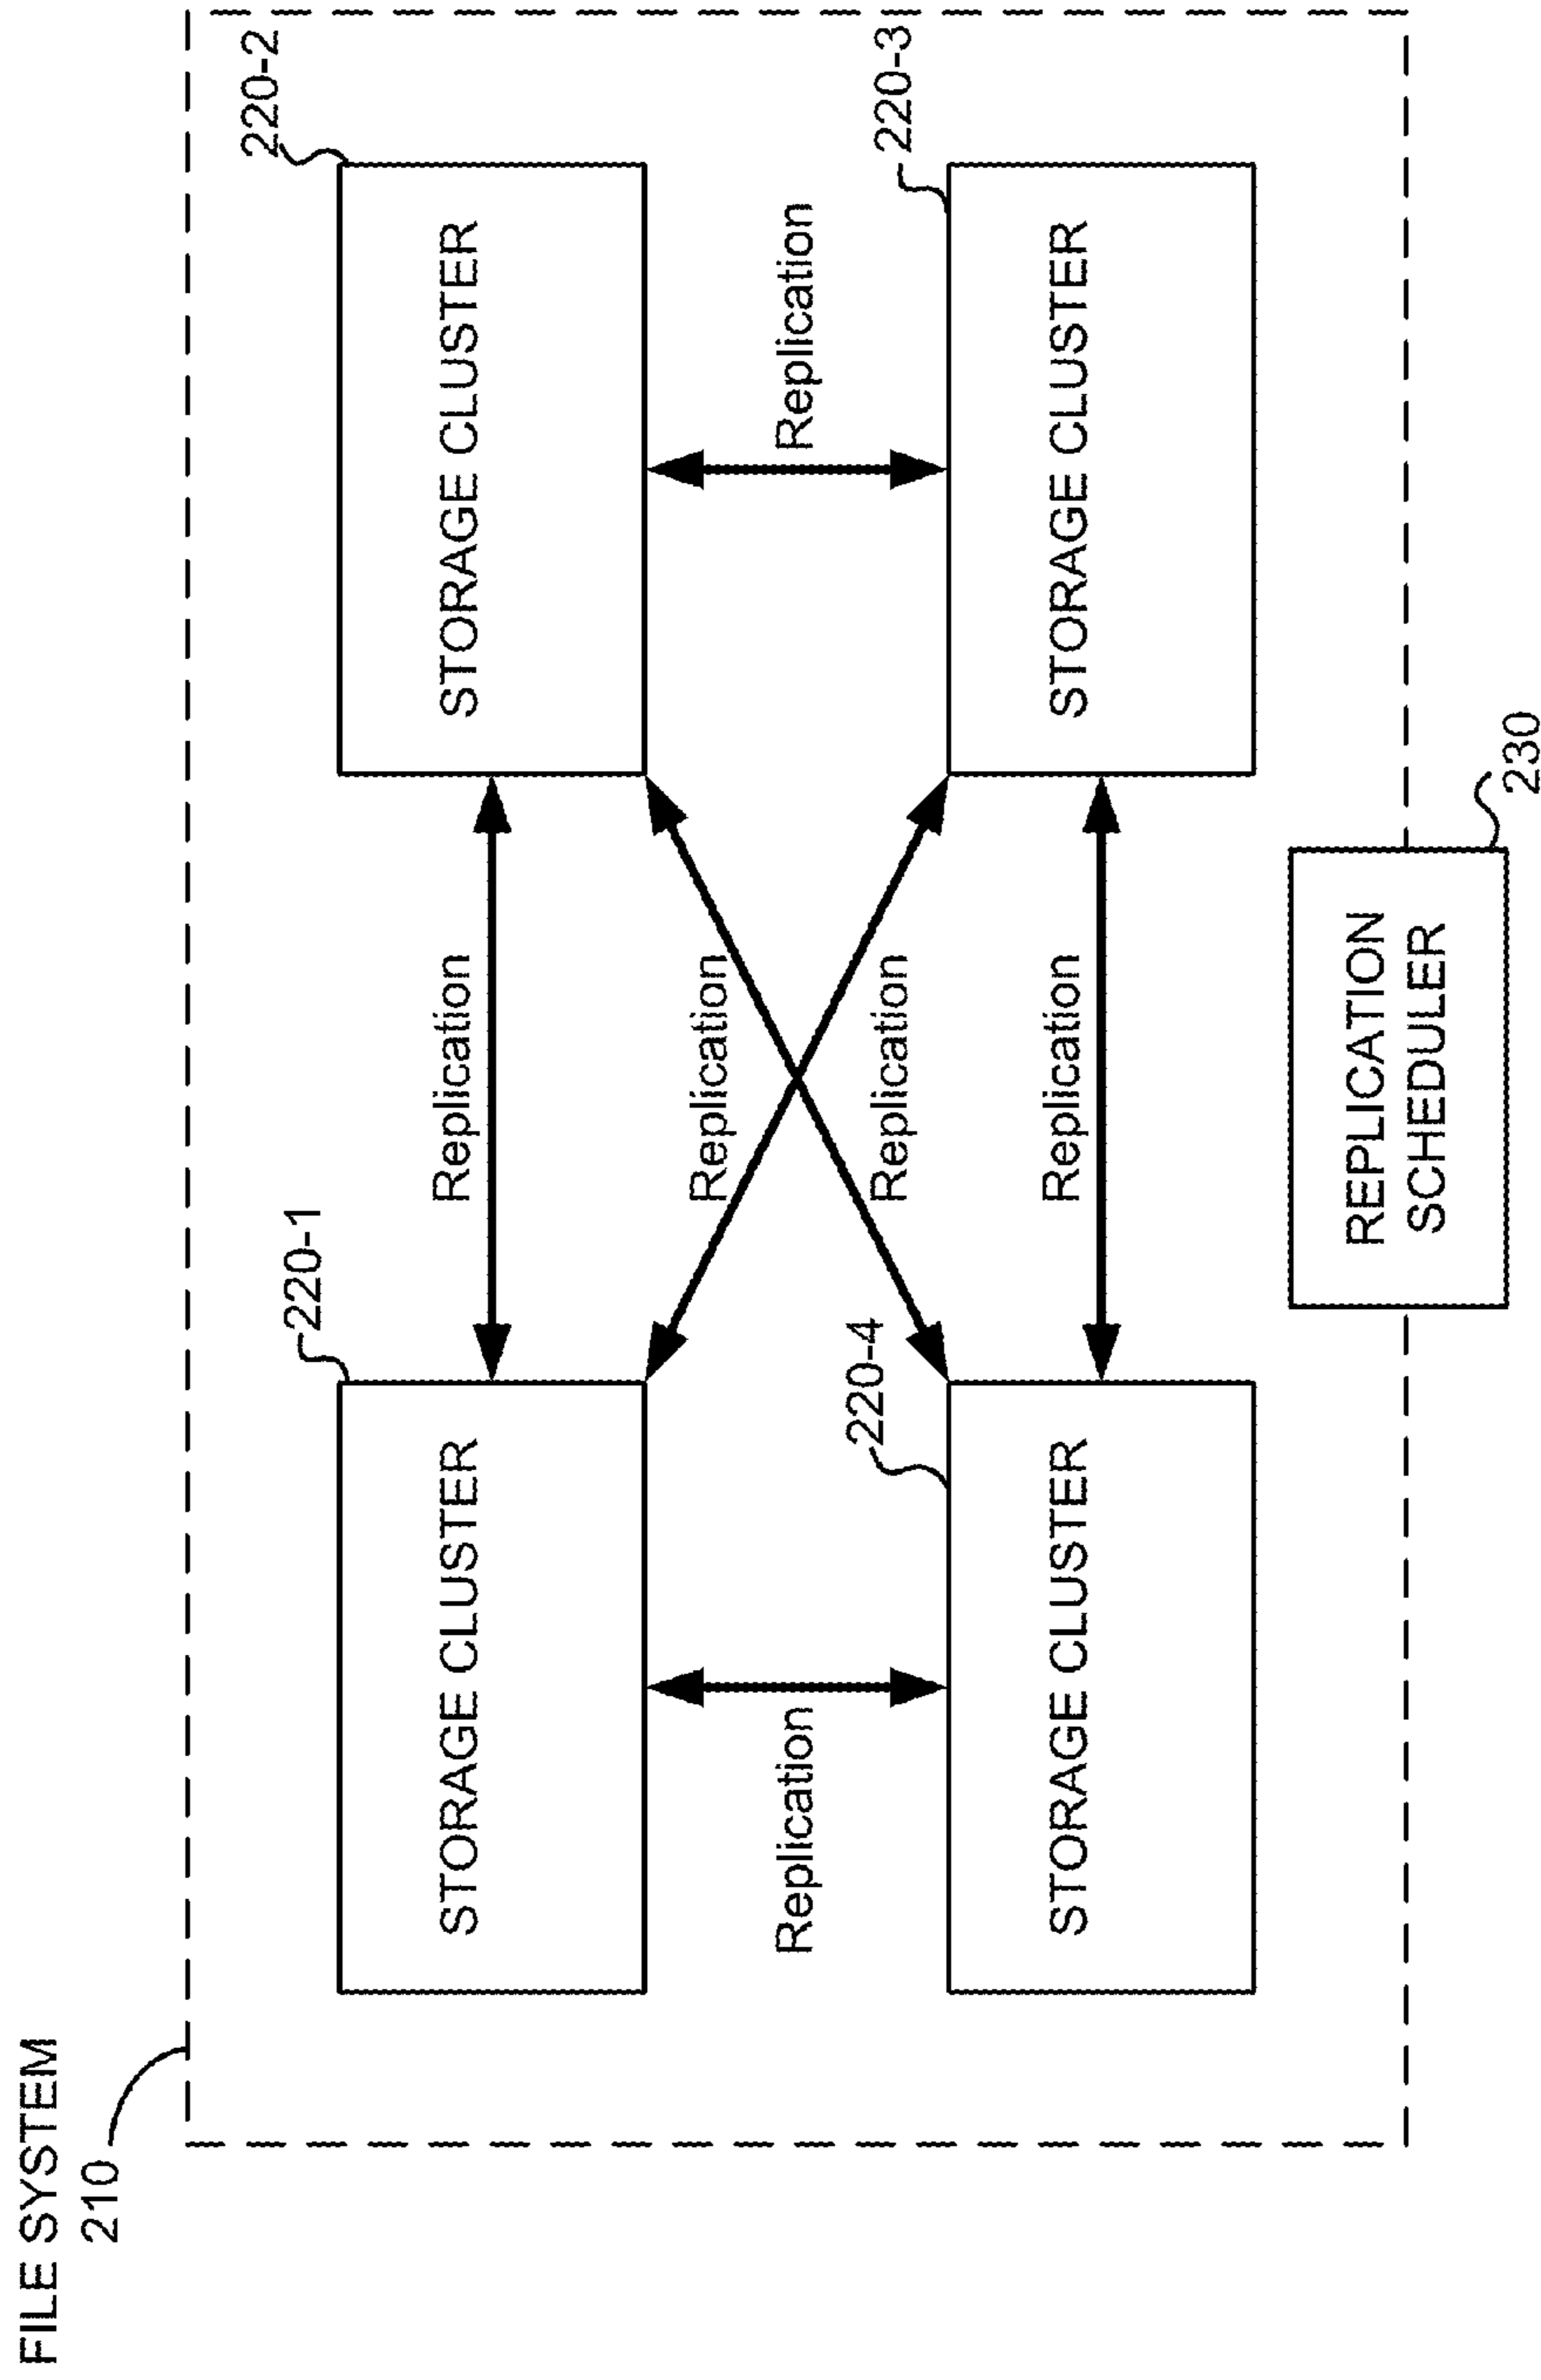 FILE SYSTEM
210
220-1
220-2
STORAGE CLUSTER
Replication
STORAGE CLUSTER
Replication
Replication
Replication
Replication
220-4
220-3
STORAGE CLUSTER
Replication
STORAGE CLUSTER
REPLICATION
SCHEDULER
230